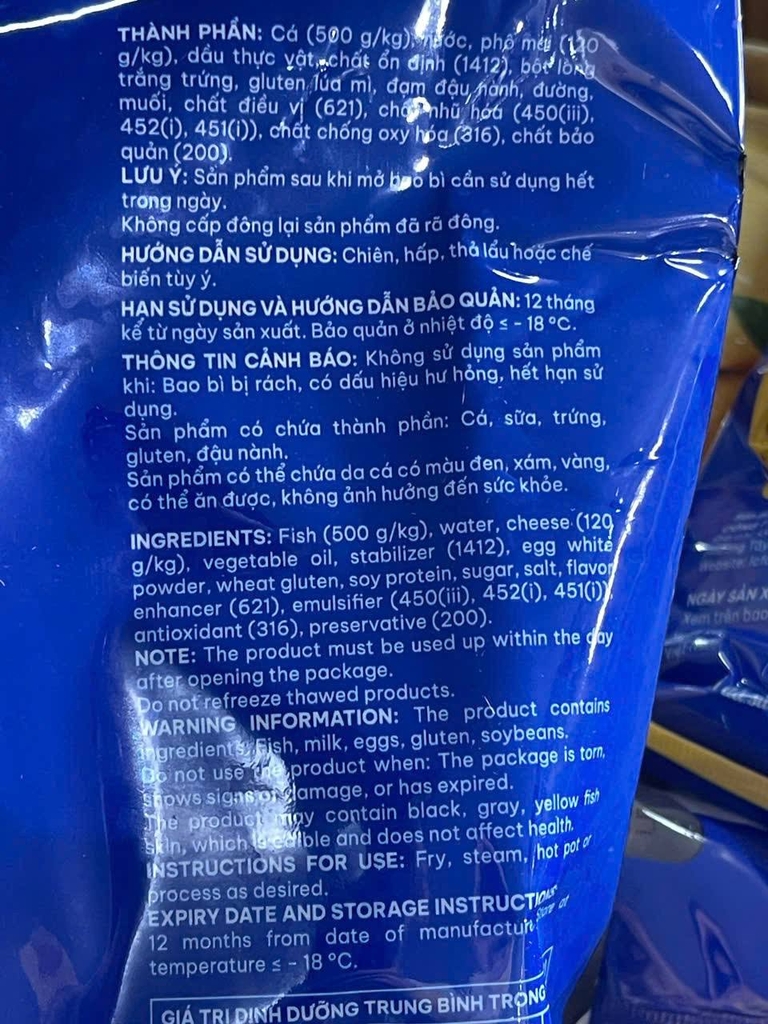 THÀNH PHẦN: Cá (500 g/kg), nước, phô mai (120
g/kg), dầu thực vật, chất ổn định (1412), bột lòng
trắng trứng, gluten lúa mì, đạm đậu nành, đường,
muối, chất điều vị (621), chất nhũ hóa (450(iii),
452(i), 451(i)), chất chống oxy hóa (316), chất bảo
quản (200).
LƯU Ý: Sản phẩm sau khi mở bao bì cần sử dụng hết
trong ngày.
Không cấp đông lại sản phẩm đã rã đông.
HƯỚNG DẪN SỬ DỤNG: Chiên, hấp, thả lẩu hoặc chế
biến tùy ý.
HẠN SỬ DỤNG VÀ HƯỚNG DẪN BẢO QUẢN: 12 tháng
kể từ ngày sản xuất. Bảo quản ở nhiệt độ ≤ - 18 °C.
THÔNG TIN CẢNH BÁO: Không sử dụng sản phẩm
khi: Bao bì bị rách, có dấu hiệu hư hỏng, hết hạn sử
dụng.
Sản phẩm có chứa thành phần: Cá, sữa, trứng,
gluten, đậu nành.
Sản phẩm có thể chứa da cá có màu đen, xám, vàng,
có thể ăn được, không ảnh hưởng đến sức khỏe.
INGREDIENTS: Fish (500 g/kg), water, cheese (120
g/kg), vegetable oil, stabilizer (1412), egg white
powder, wheat gluten, soy protein, sugar, salt, flavor
enhancer (621), emulsifier (450(iii), 452(i), 451(i)),
antioxidant (316), preservative (200).
NOTE: The product must be used up within the day
after opening the package.
Do not refreeze thawed products.
WARNING INFORMATION: The product contains
ingredients: Fish, milk, eggs, gluten, soybeans.
Do not use the product when: The package is torn,
shows signs of damage, or has expired.
The product may contain black, gray, yellow fish
skin, which is edible and does not affect health.
INSTRUCTIONS FOR USE: Fry, steam, hot pot or
process as desired.
EXPIRY DATE AND STORAGE INSTRUCTIONS:
12 months from date of manufacture. Store at
temperature ≤ - 18 °C.
GIÁ TRỊ DINH DƯỠNG TRUNG BÌNH TRONG
NGÀY SẢN X
Xem trên bao